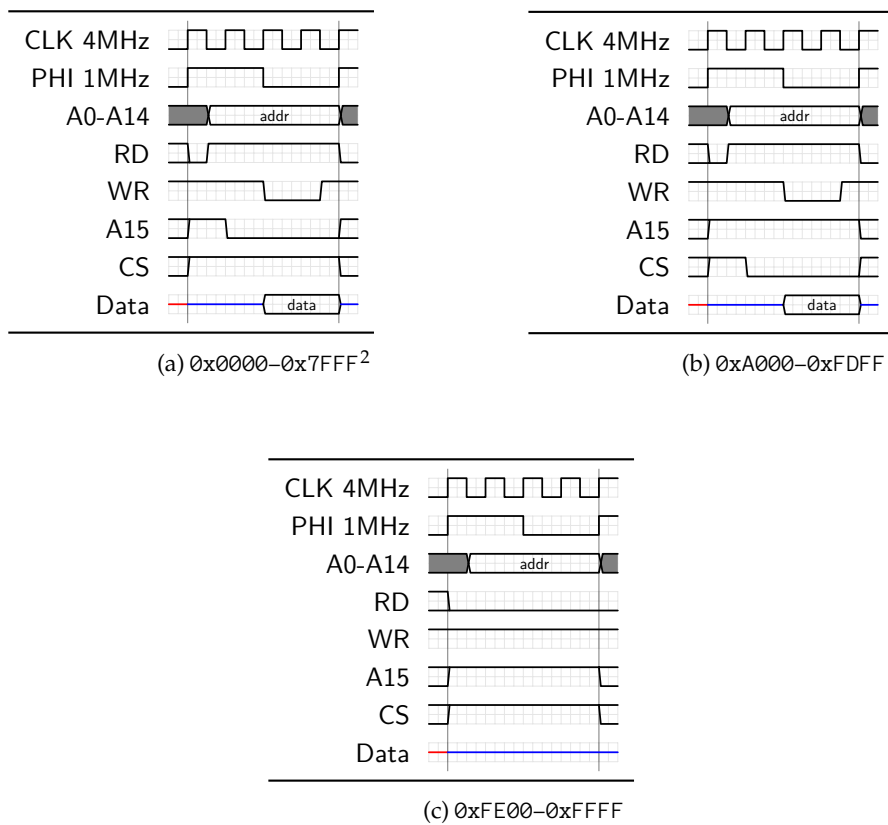 CLK 4MHz
PHI 1MHz
A0-A14 addr
RD
WR
A15
CS
Data data
(a) 0x0000–0x7FFF²
CLK 4MHz
PHI 1MHz
A0-A14 addr
RD
WR
A15
CS
Data data
(b) 0xA000–0xFDFF
CLK 4MHz
PHI 1MHz
A0-A14 addr
RD
WR
A15
CS
Data
(c) 0xFE00–0xFFFF